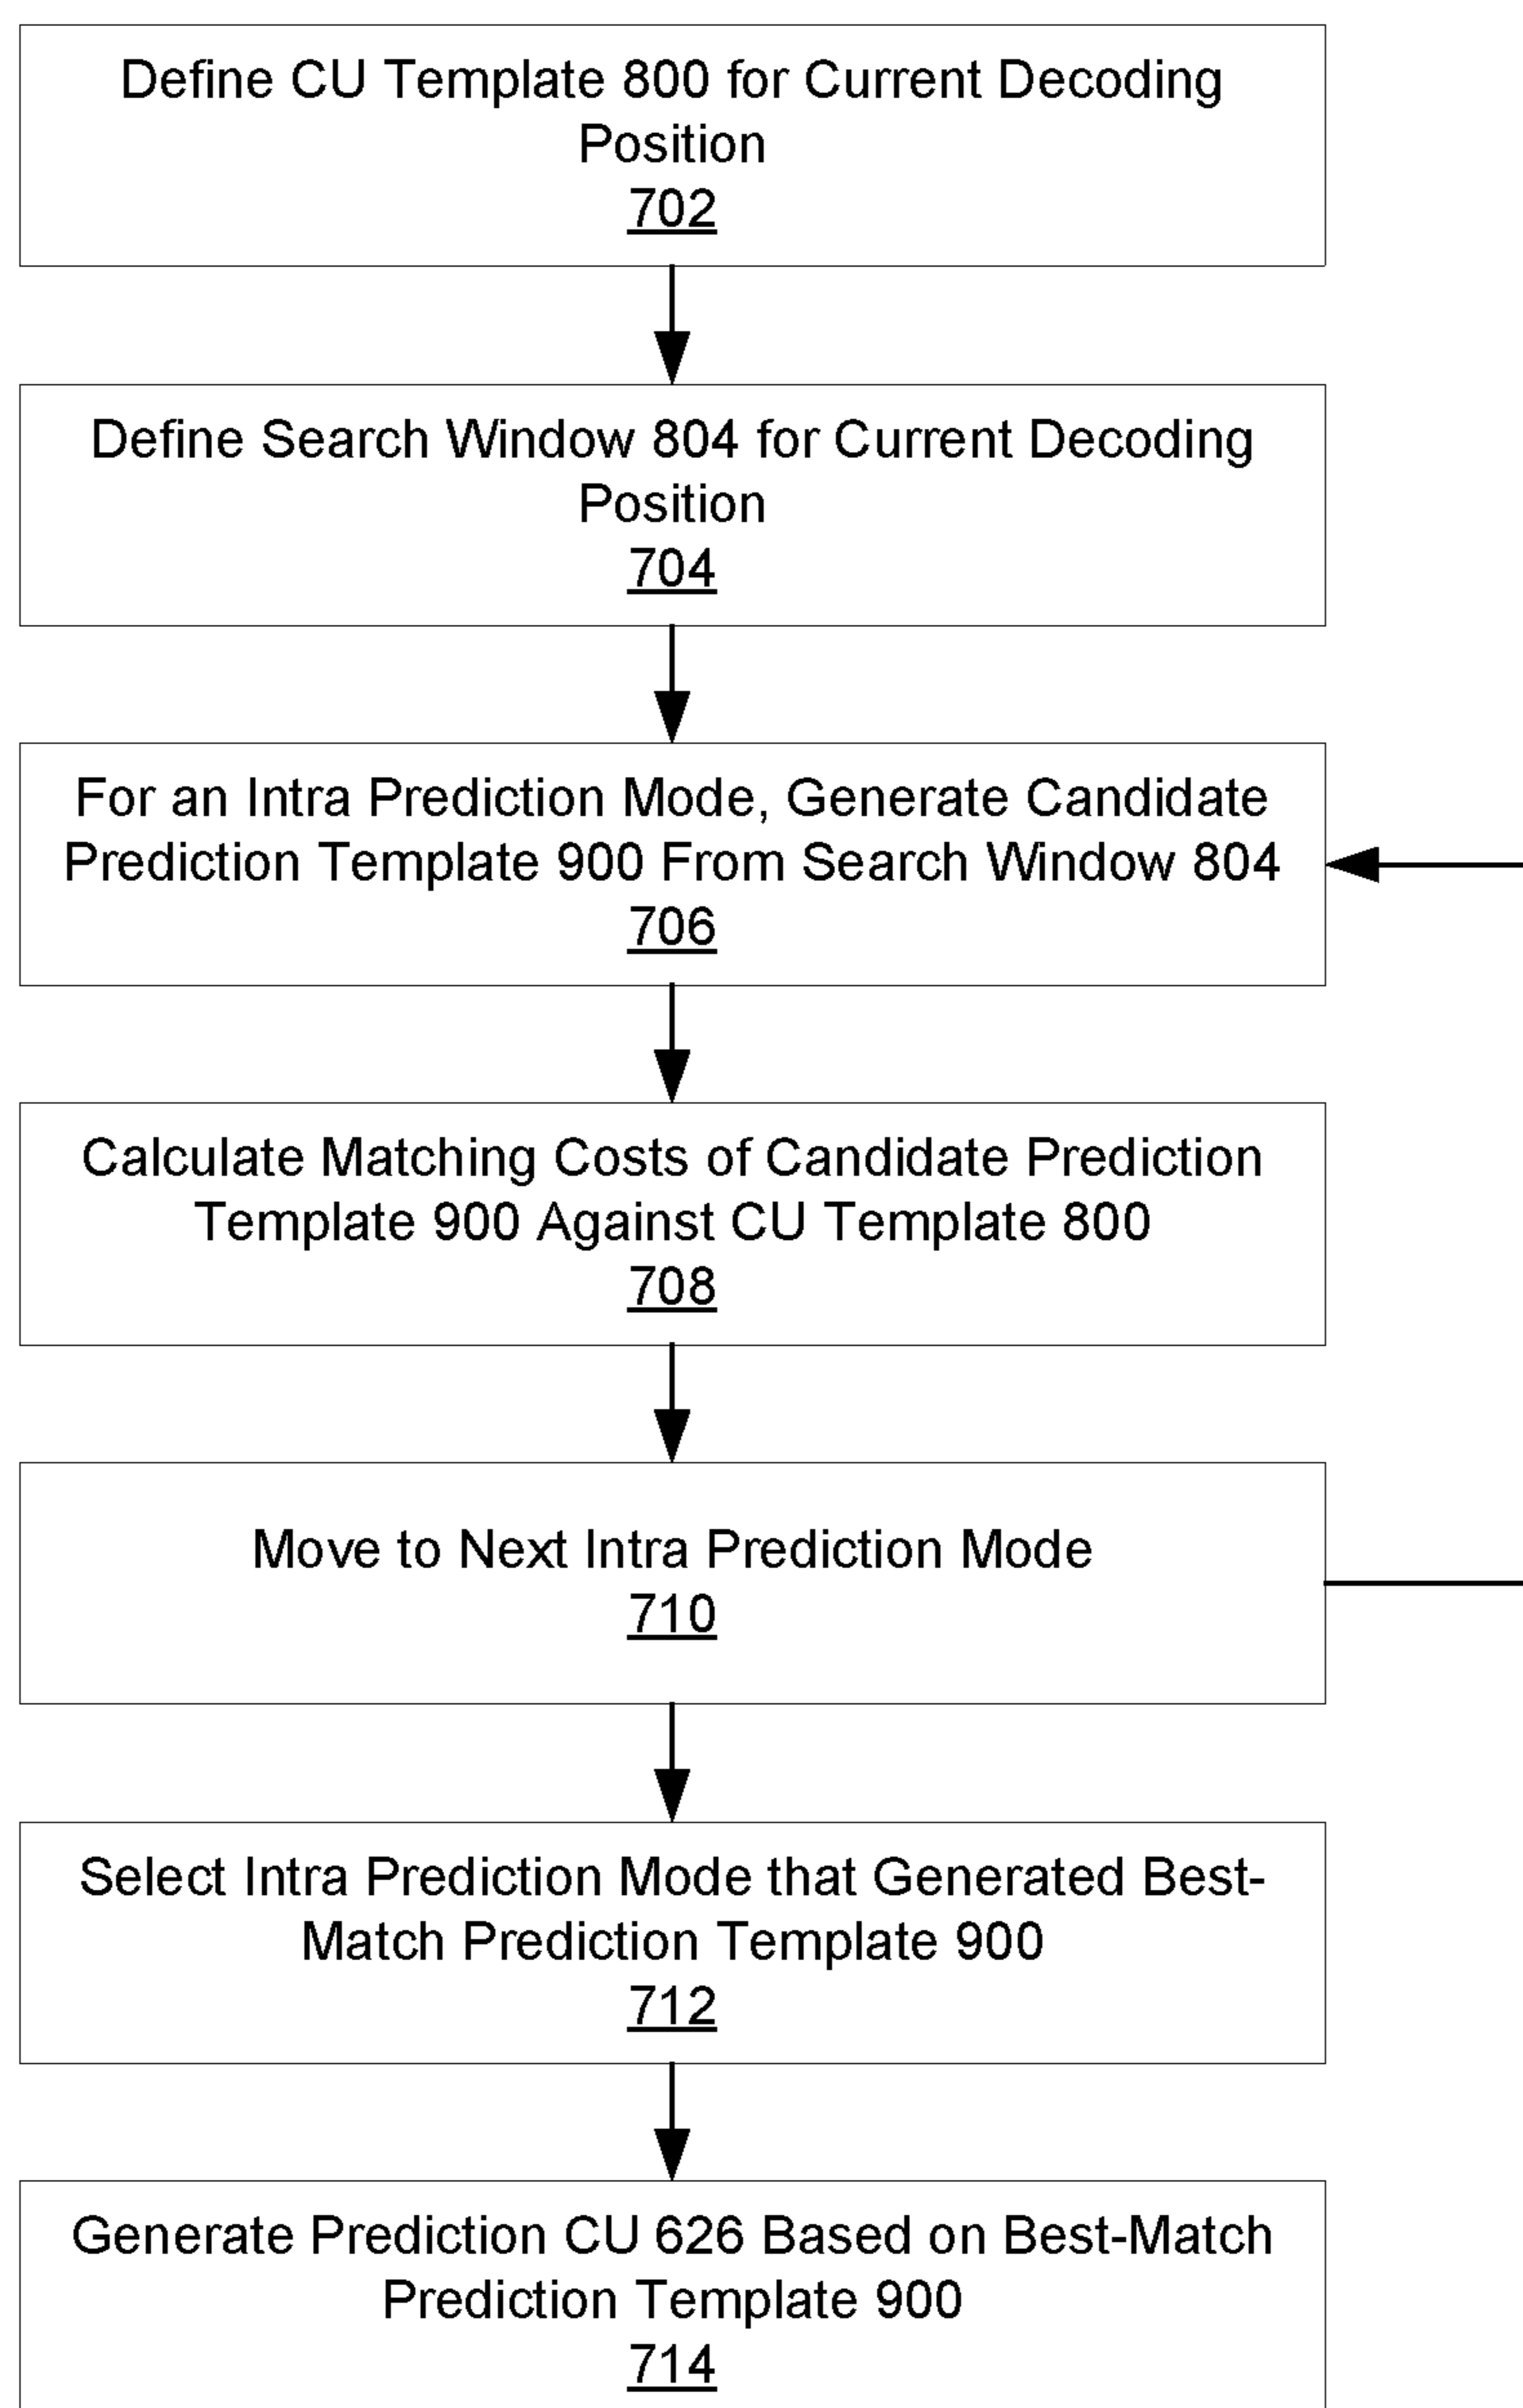 Define CU Template 800 for Current Decoding
Position
702
Define Search Window 804 for Current Decoding
Position
704
For an Intra Prediction Mode, Generate Candidate
Prediction Template 900 From Search Window 804
706
Calculate Matching Costs of Candidate Prediction
Template 900 Against CU Template 800
708
Move to Next Intra Prediction Mode
710
Select Intra Prediction Mode that Generated Best-
Match Prediction Template 900
712
Generate Prediction CU 626 Based on Best-Match
Prediction Template 900
714